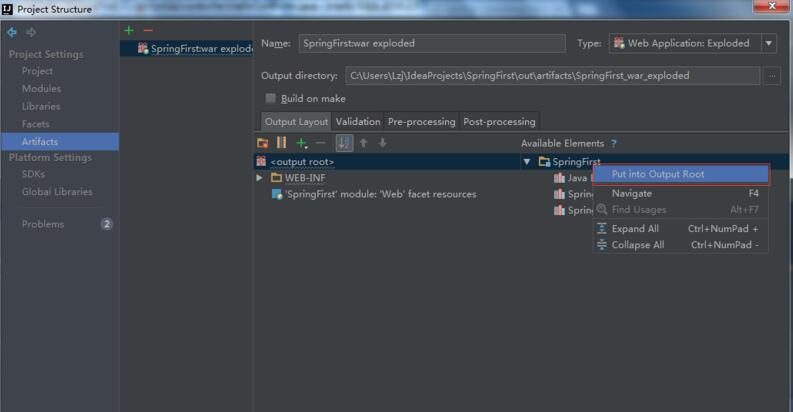 Project Structure
Project Settings
Project
Modules
Libraries
Facets
Artifacts
Platform Settings
SDKs
Global Libraries
Problems 2
SpringFirst:war explode
Name: SpringFirst:war exploded Type: Web Application: Exploded
Output directory: C:\Users\Lzj\IdeaProjects\SpringFirst\out\artifacts\SpringFirst_war_exploded ...
Build on make
Output Layout Validation Pre-processing Post-processing
Available Elements ?
<output root>
WEB-INF
'SpringFirst' module: 'Web' facet resources
SpringFirst
Java
Sprin
Sprin
Put into Output Root
Navigate F4
Find Usages Alt+F7
Expand All Ctrl+NumPad +
Collapse All Ctrl+NumPad -